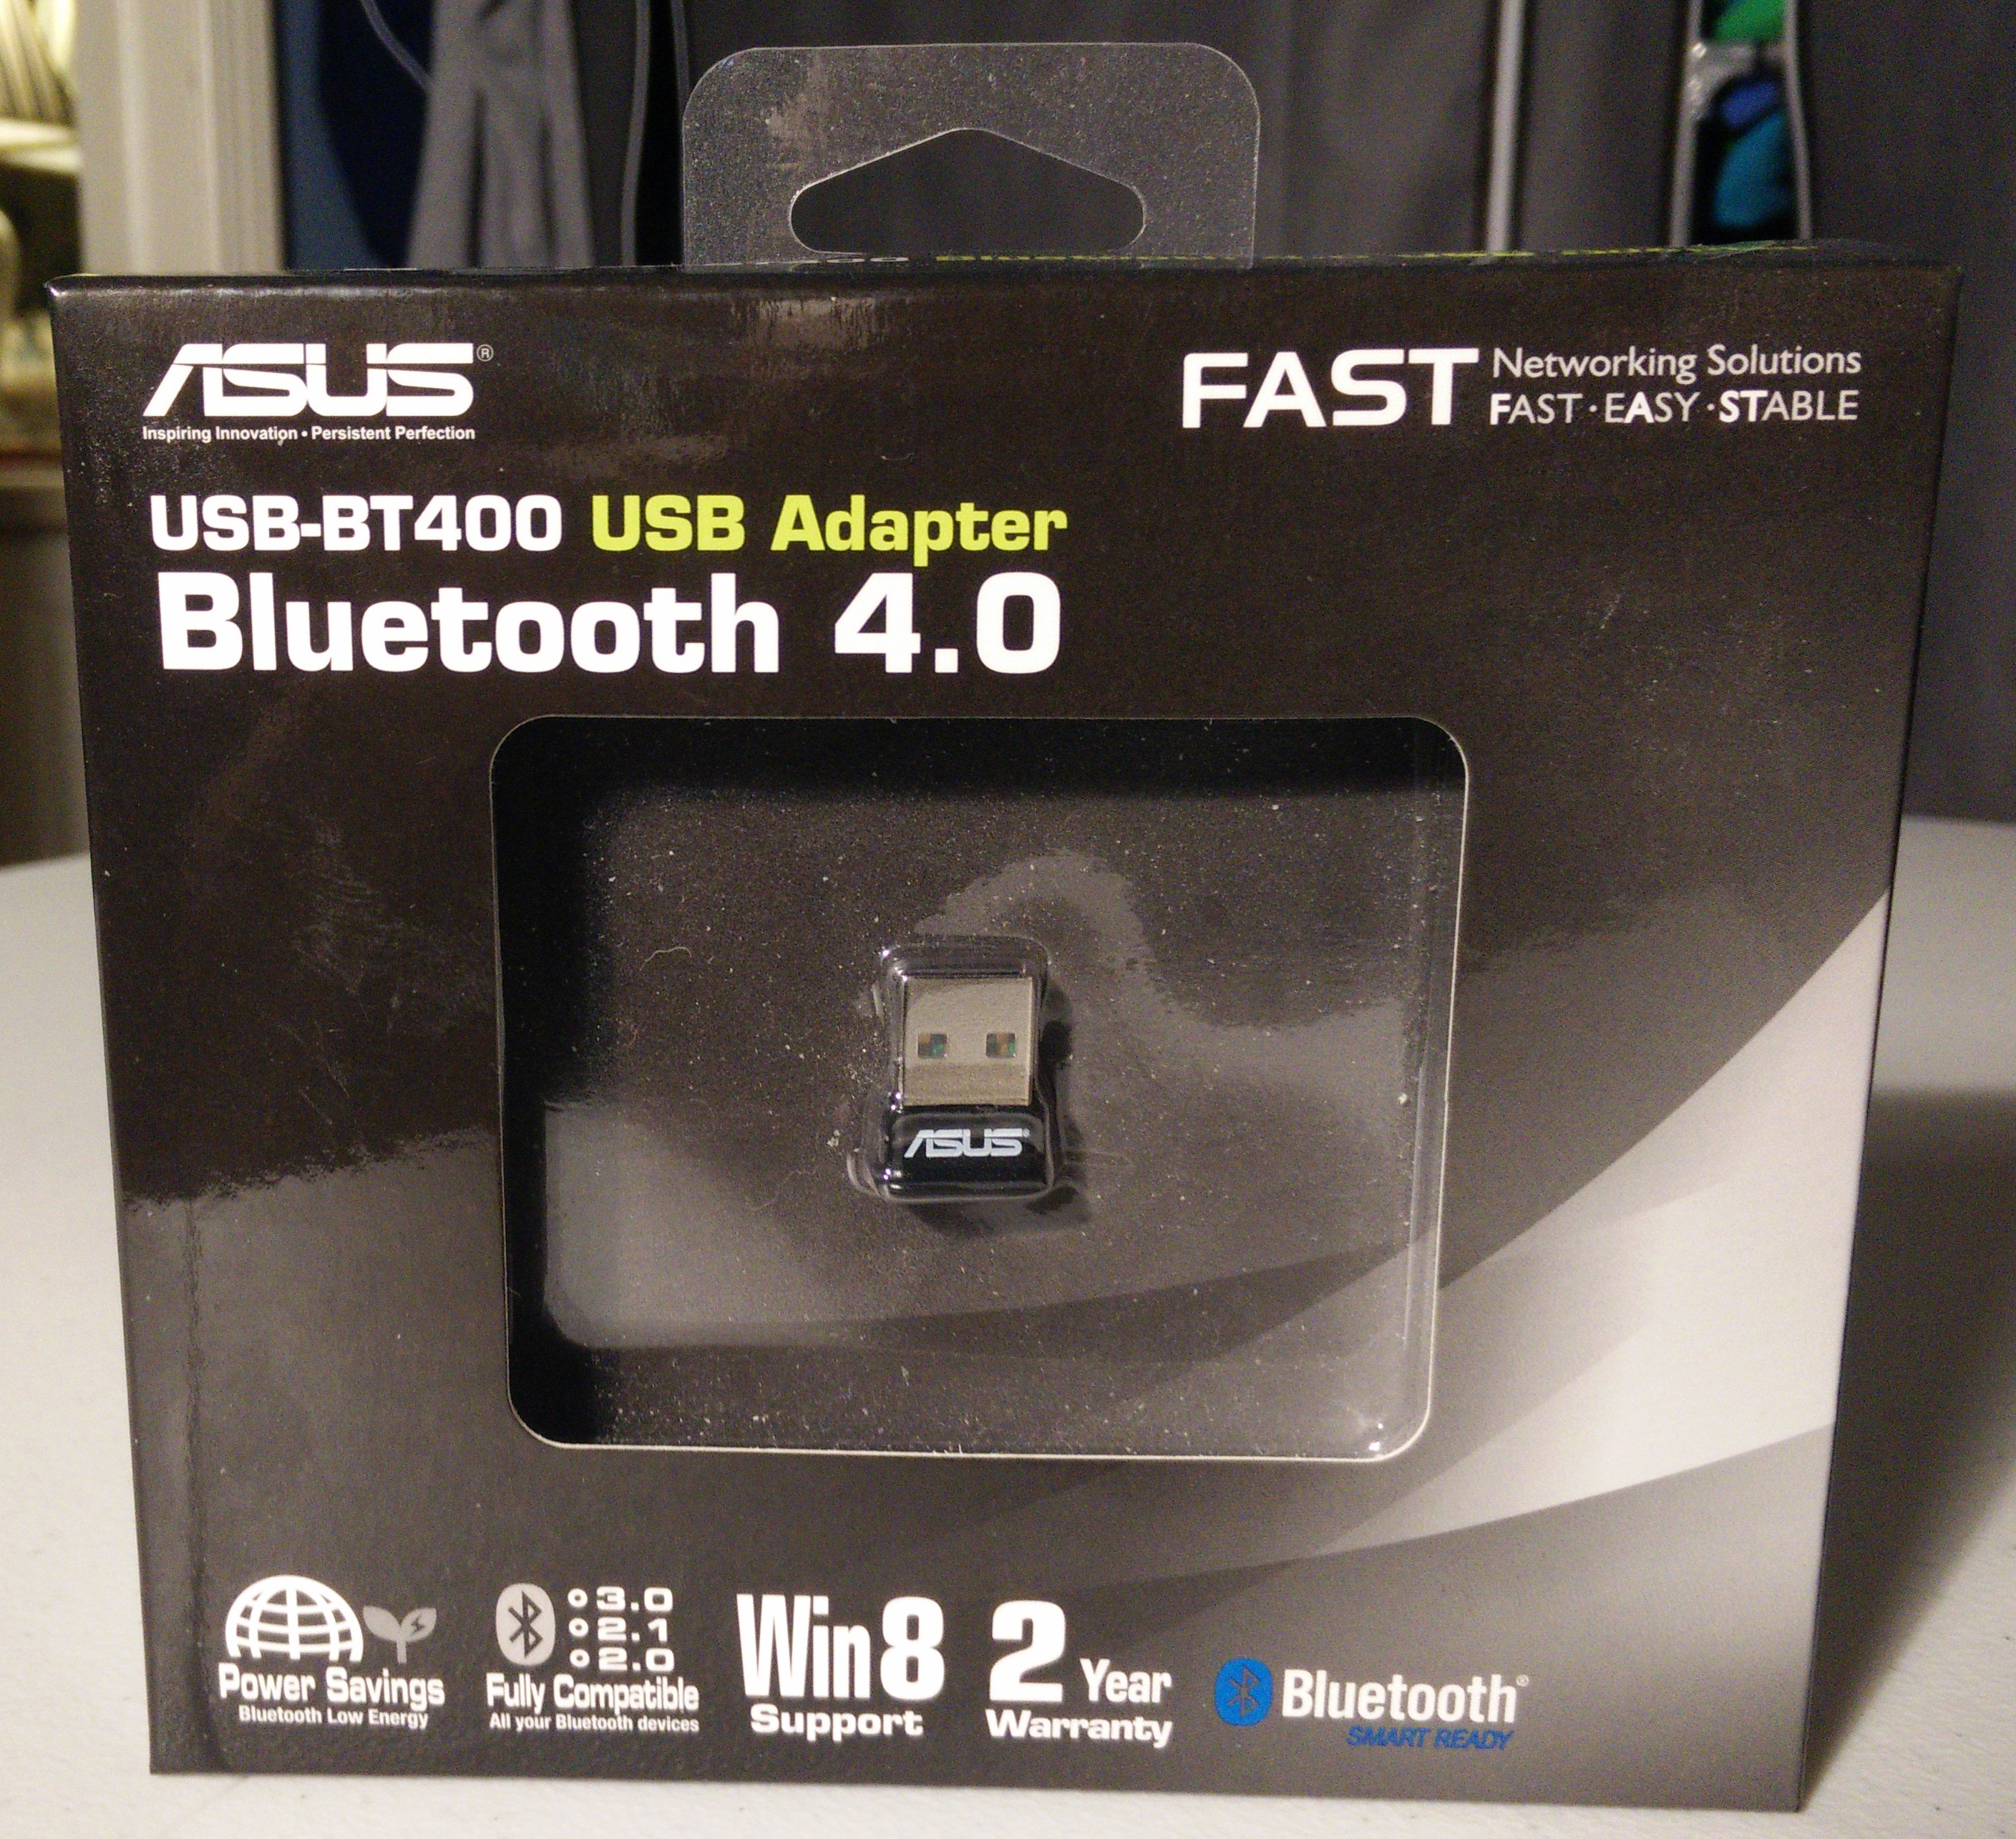 ASUS®
Inspiring Innovation • Persistent Perfection
FAST Networking Solutions
FAST · EASY · STABLE
USB-BT400 USB Adapter
Bluetooth 4.0
ASUS
3.0
2.1
2.0
Power Savings
Bluetooth Low Energy
Fully Compatible
All your Bluetooth devices
Win8
Support
2 Year
Warranty
Bluetooth®
SMART READY